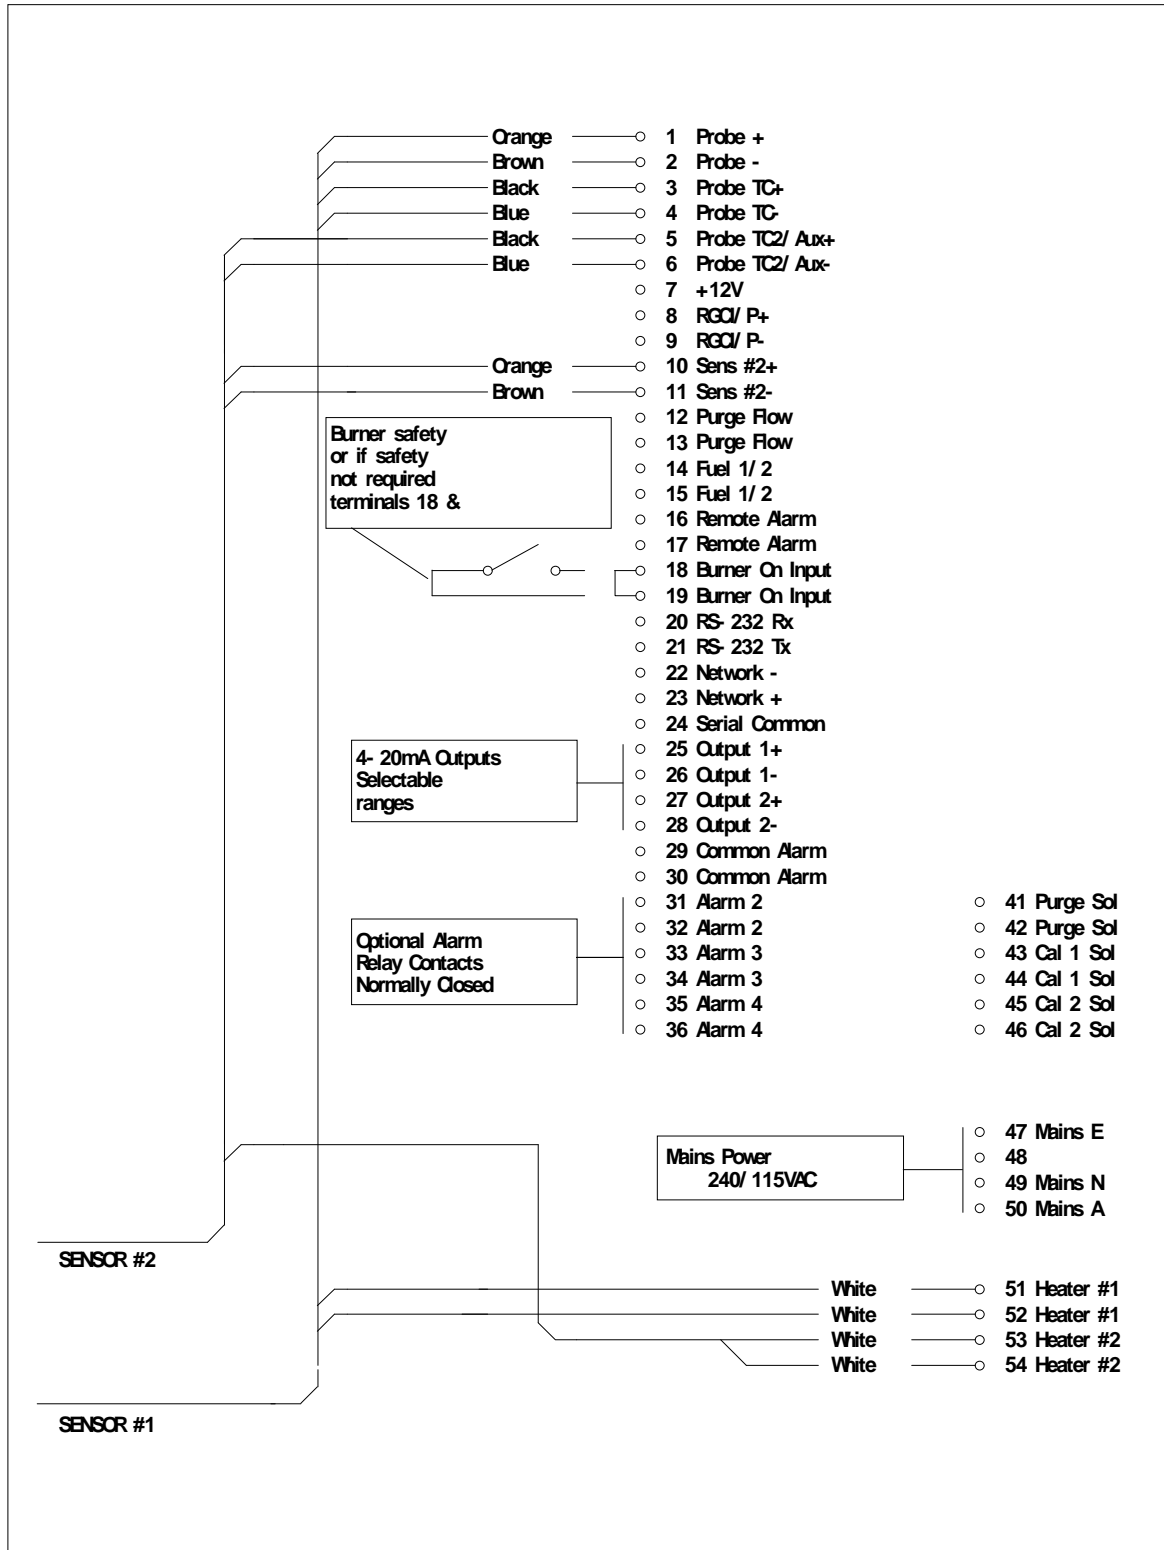 Orange 1 Probe +
Brown 2 Probe -
Black 3 Probe TC+
Blue 4 Probe TC-
Black 5 Probe TC2/ Aux+
Blue 6 Probe TC2/ Aux-
7 +12V
8 RGCI/ P+
9 RGCI/ P-
Orange 10 Sens #2+
Brown 11 Sens #2-
12 Purge Flow
13 Purge Flow
14 Fuel 1/ 2
15 Fuel 1/ 2
16 Remote Alarm
17 Remote Alarm
18 Burner On Input
19 Burner On Input
Burner safety
or if safety
not required
terminals 18 &
20 RS- 232 Rx
21 RS- 232 Tx
22 Network -
23 Network +
24 Serial Common
25 Output 1+
26 Output 1-
27 Output 2+
28 Output 2-
4- 20mA Outputs
Selectable
ranges
29 Common Alarm
30 Common Alarm
31 Alarm 2
32 Alarm 2
33 Alarm 3
34 Alarm 3
35 Alarm 4
36 Alarm 4
Optional Alarm
Relay Contacts
Normally Closed
41 Purge Sol
42 Purge Sol
43 Cal 1 Sol
44 Cal 1 Sol
45 Cal 2 Sol
46 Cal 2 Sol
Mains Power
240/ 115VAC
47 Mains E
48
49 Mains N
50 Mains A
SENSOR #2
White 51 Heater #1
White 52 Heater #1
White 53 Heater #2
White 54 Heater #2
SENSOR #1